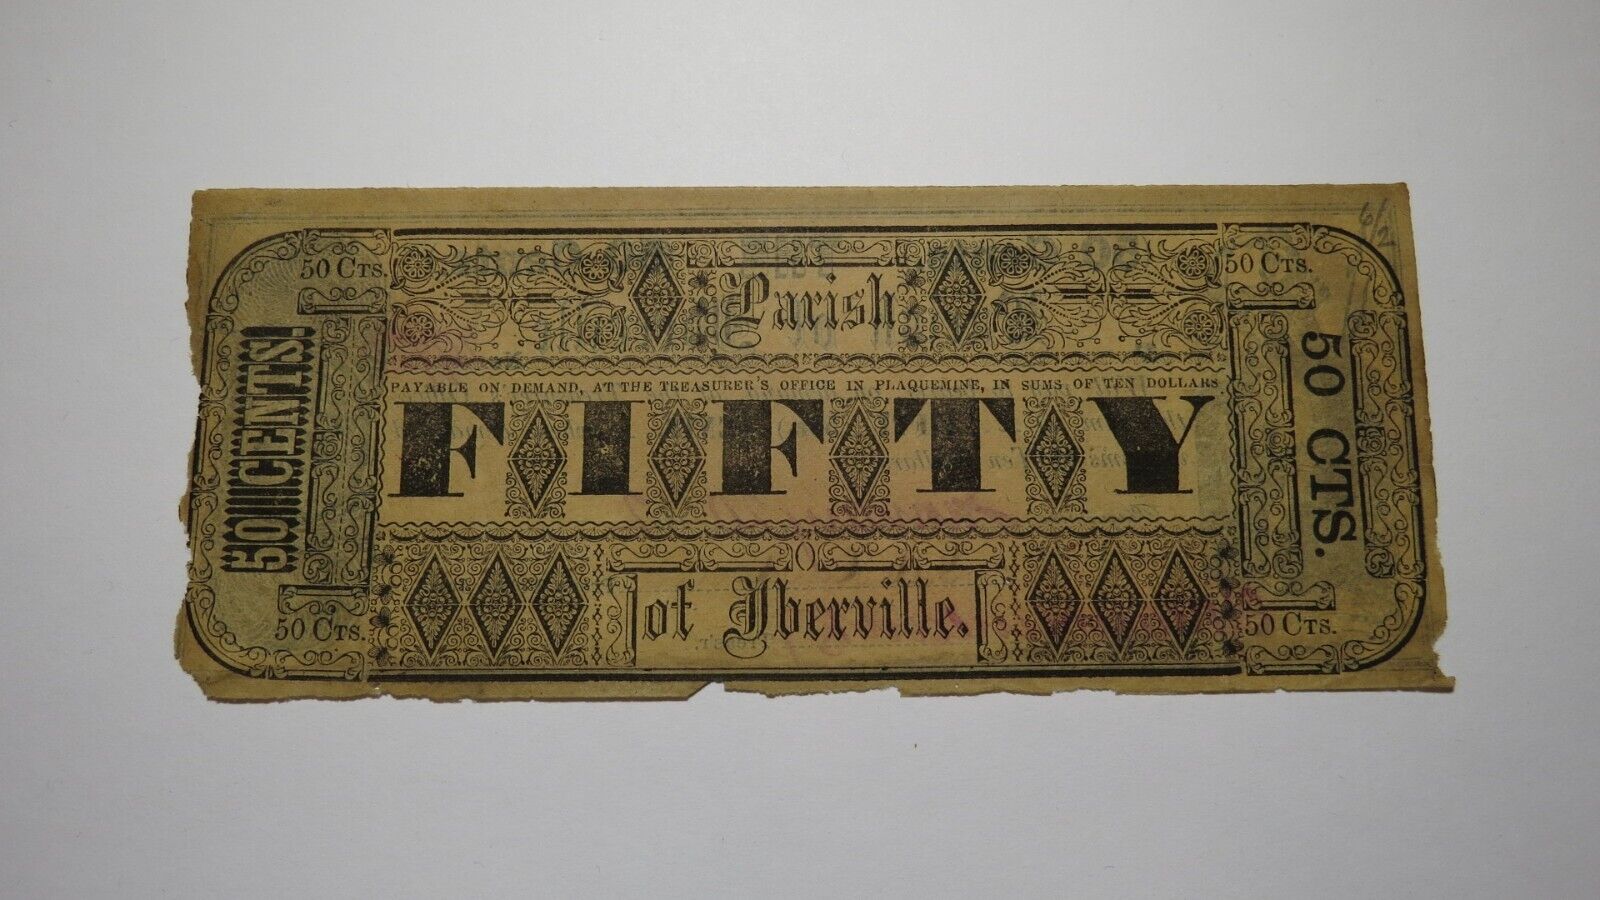 50 CTS.
Parish
50 CTS.
50 CENTS!
PAYABLE ON DEMAND, AT THE TREASURER'S OFFICE IN PLAQUEMINE, IN SUMS OF TEN DOLLARS
FIFTY
50 CTS.
50 CTS.
of Iberville.
50 CTS.